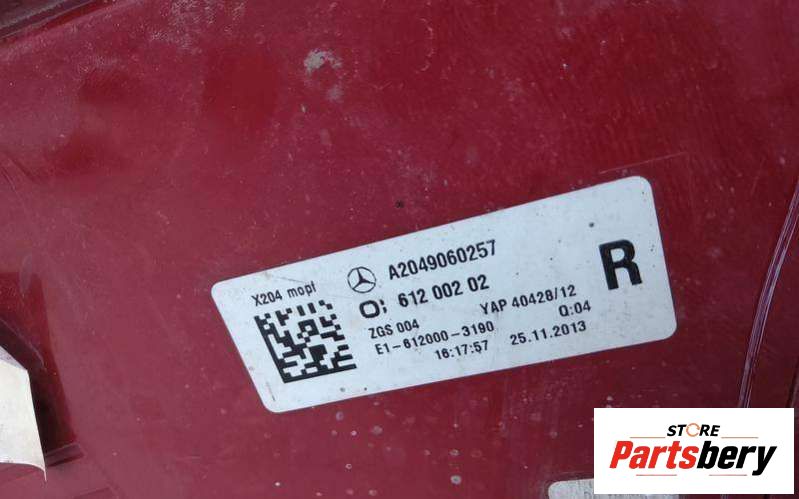 X204 mopf
A2049060257
612 002 02
R
ZGS 004 YAP 40428/12
E1-612000-3190 Q:04
16:17:57 25.11.2013
STORE
Partsbery